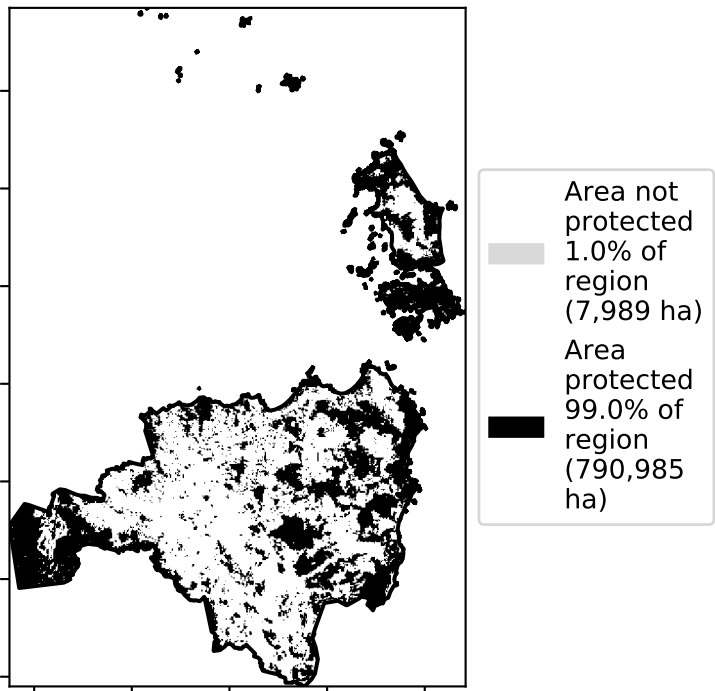 Area not
protected
1.0% of
region
(7,989 ha)
Area
protected
99.0% of
region
(790,985
ha)